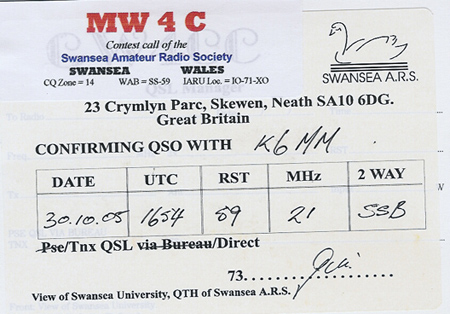 MW 4 C
Contest call of the
Swansea Amateur Radio Society
SWANSEA WALES
CQ Zone = 14 WAB = SS-59 IARU Loc. = IO-71-XO
SWANSEA A.R.S.
QSL Manager
23 Crymlyn Parc, Skewen, Neath SA10 6DG.
Great Britain
CONFIRMING QSO WITH K6MM.
DATE UTC RST MHz 2 WAY
30.10.05 1654 59 21 SSB
Pse/Tnx QSL via Bureau/Direct
73
View of Swansea University, QTH of Swansea A.R.S.